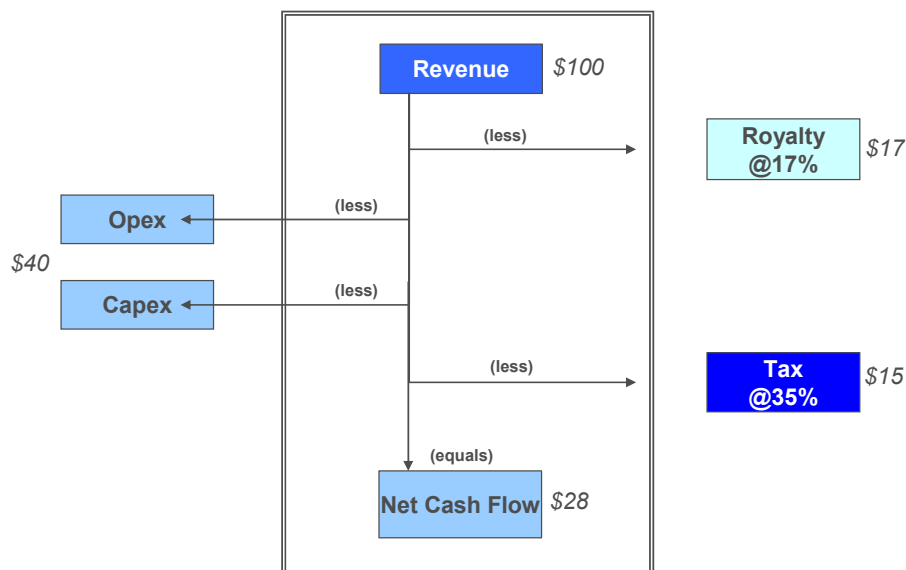 Revenue
$100
(less)
Royalty
@17%
$17
Opex
(less)
$40
Capex
(less)
(less)
Tax
@35%
$15
(equals)
Net Cash Flow
$28